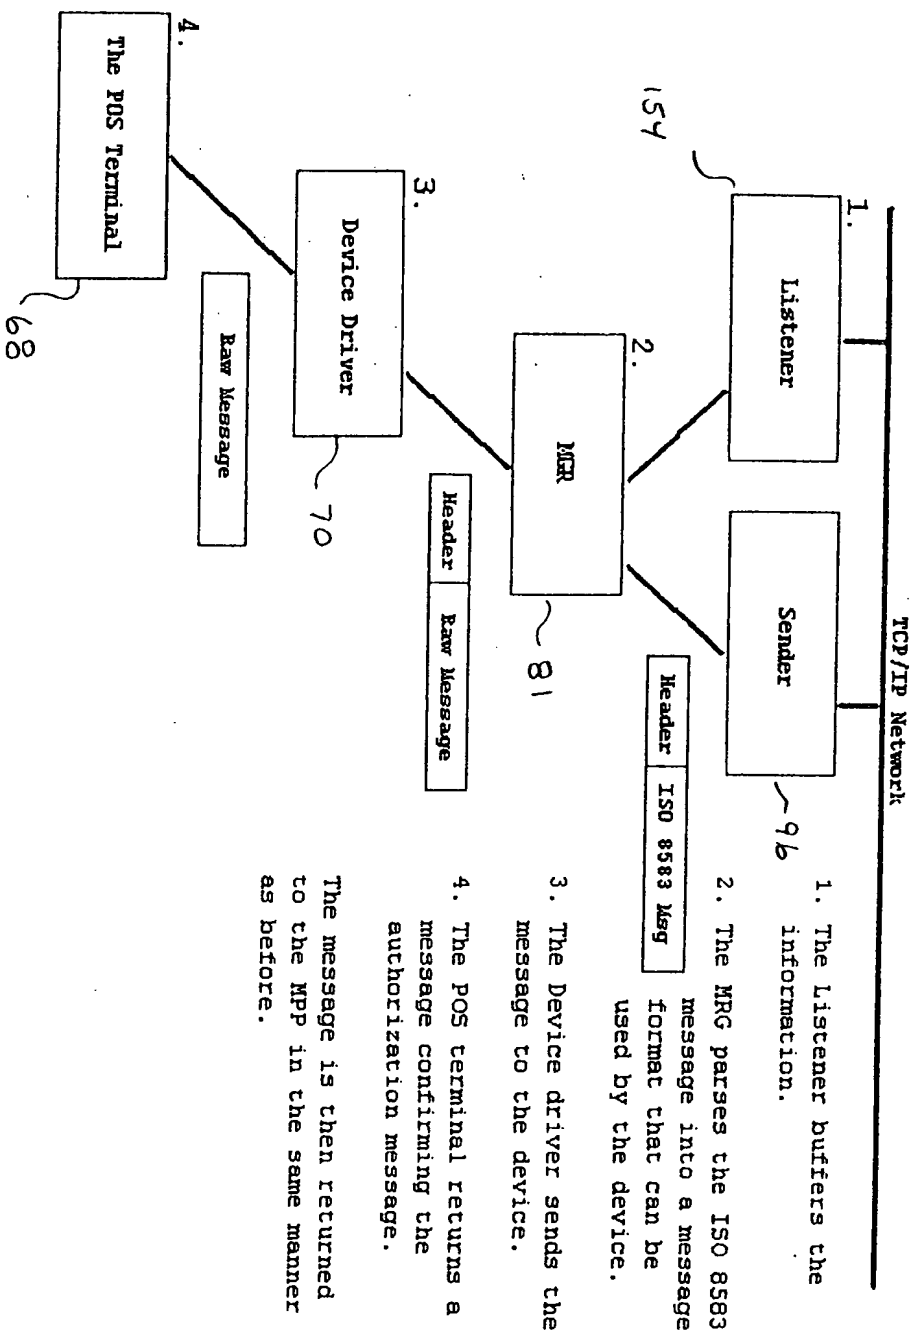 TCP/IP Network
1.
Listener
154
Sender
96
2.
MGR
81
Header ISO 8583 Msg
3.
Device Driver
70
Header Raw Message
4.
The POS Terminal
68
Raw Message
1. The Listener buffers the
information.
2. The MRG parses the ISO 8583
message into a message
format that can be
used by the device.
3. The Device driver sends the
message to the device.
4. The POS terminal returns a
message confirming the
authorization message.
The message is then returned
to the MPP in the same manner
as before.